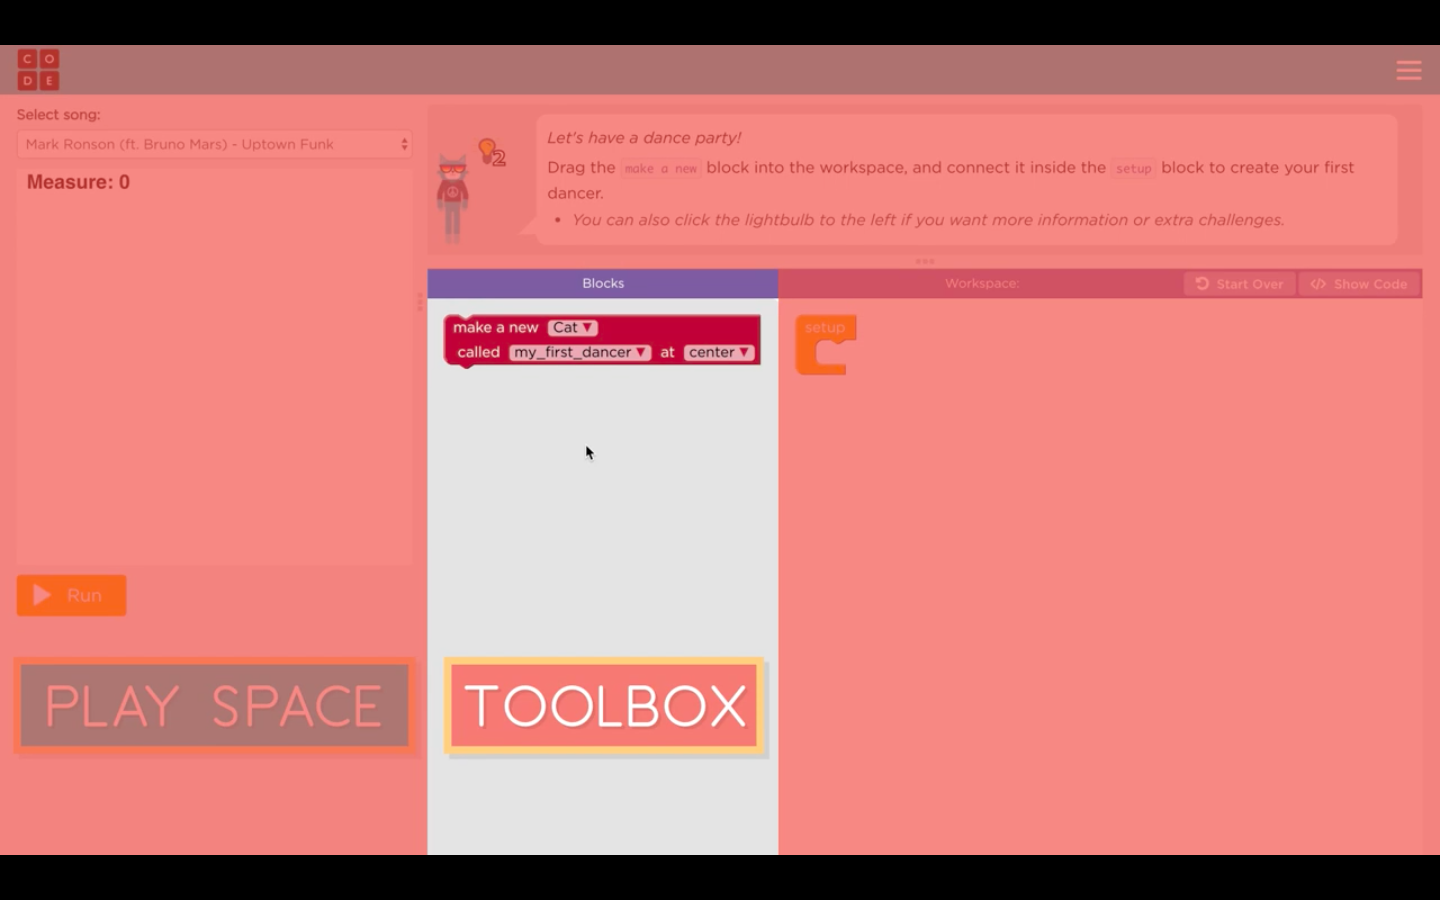 C O
D E
Select song:
Mark Ronson (ft. Bruno Mars) - Uptown Funk
Measure: 0
2
Let's have a dance party!
Drag the make a new block into the workspace, and connect it inside the setup block to create your first
dancer.
• You can also click the lightbulb to the left if you want more information or extra challenges.
Blocks
Workspace:
Start Over
</> Show Code
make a new Cat ▼
called my_first_dancer ▼ at center ▼
setup
Run
PLAY SPACE
TOOLBOX